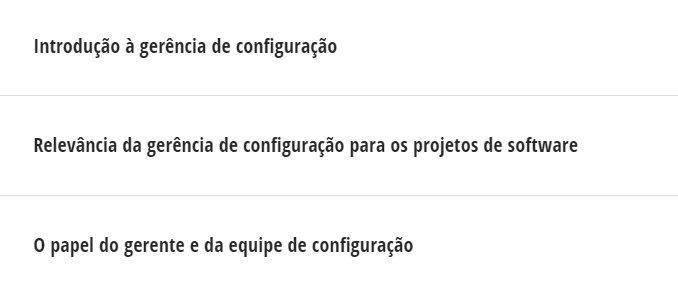 Introdução à gerência de configuração
Relevância da gerência de configuração para os projetos de software
O papel do gerente e da equipe de configuração